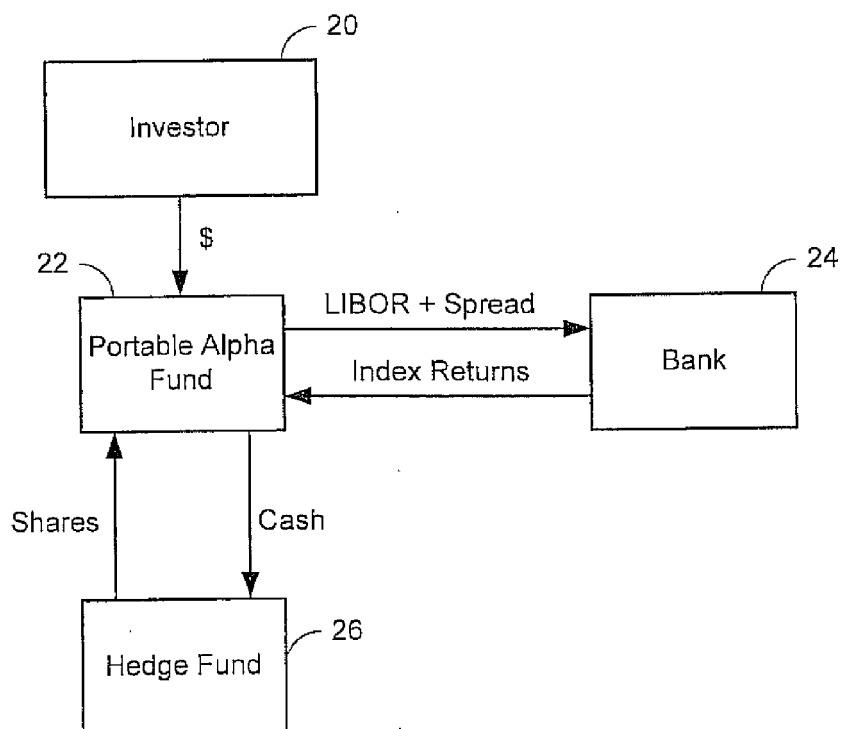 20
Investor
$
22
24
LIBOR + Spread
Portable Alpha
Fund
Bank
Index Returns
Shares
Cash
26
Hedge Fund